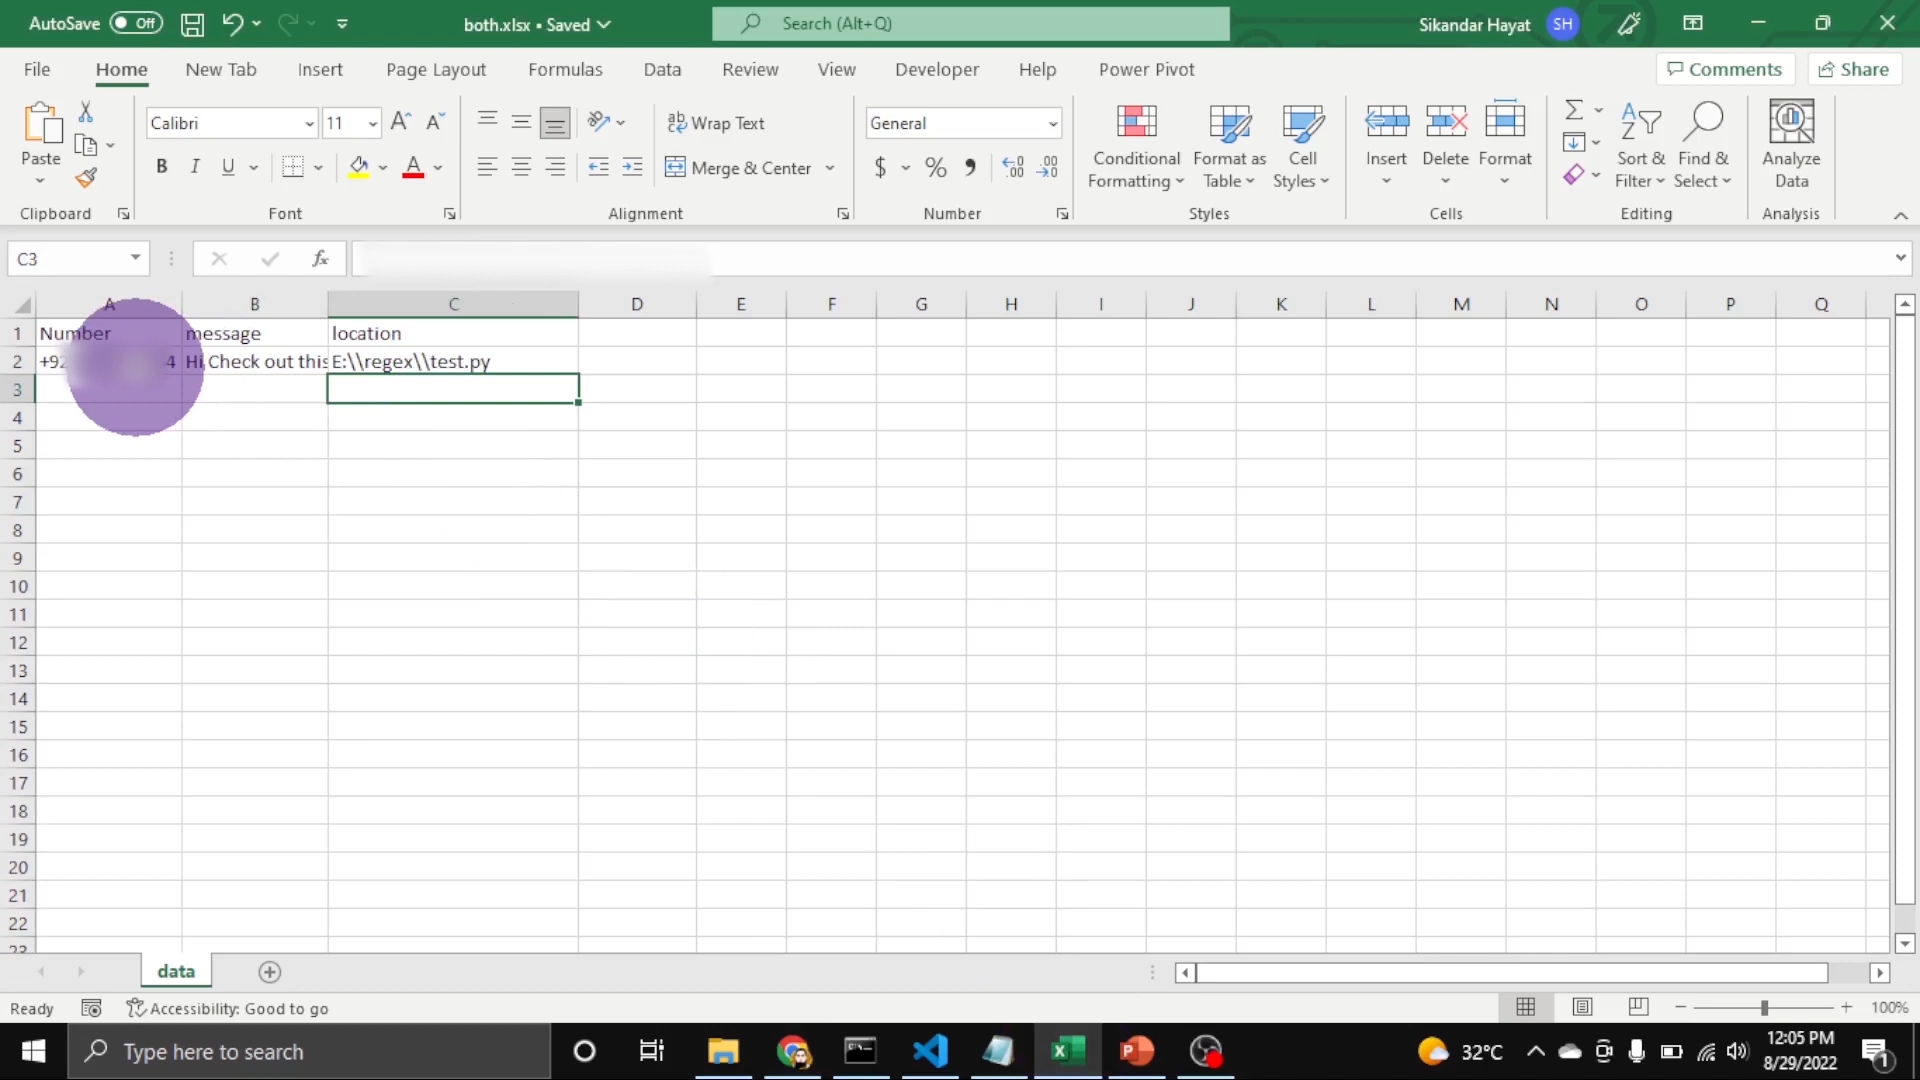 AutoSave Off both.xlsx • Saved Search (Alt+Q) Sikandar Hayat SH
File Home New Tab Insert Page Layout Formulas Data Review View Developer Help Power Pivot Comments Share
Calibri 11 Wrap Text General
Paste B I U Merge & Center $ % Conditional Formatting Format as Table Cell Styles Insert Delete Format Sort & Filter Find & Select Analyze Data
Clipboard Font Alignment Number Styles Cells Editing Analysis
C3 fx
A B C D E F G H I J K L M N O P Q
1 Number message location
2 +92 4 Hi Check out this E:\\regex\\test.py
3
4
5
6
7
8
9
10
11
12
13
14
15
16
17
18
19
20
21
22
23
data
Ready Accessibility: Good to go 100%
Type here to search 32°C 12:05 PM
8/29/2022 1